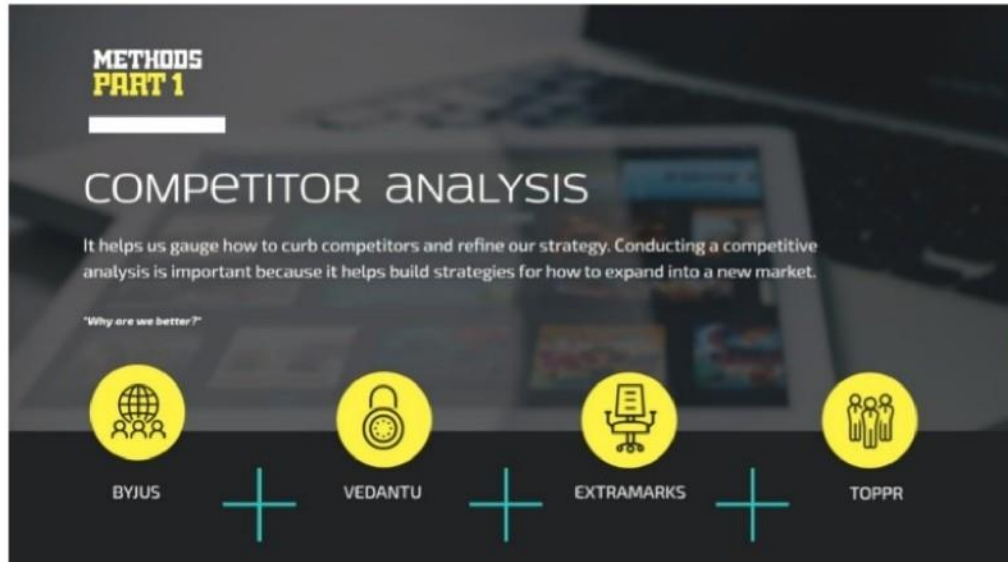 METHODS
PART 1
COMPETITOR ANALYSIS
It helps us gauge how to curb competitors and refine our strategy. Conducting a competitive
analysis is important because it helps build strategies for how to expand into a new market.
"Why are we better?"
BYJUS
VEDANTU
EXTRAMARKS
TOPPR